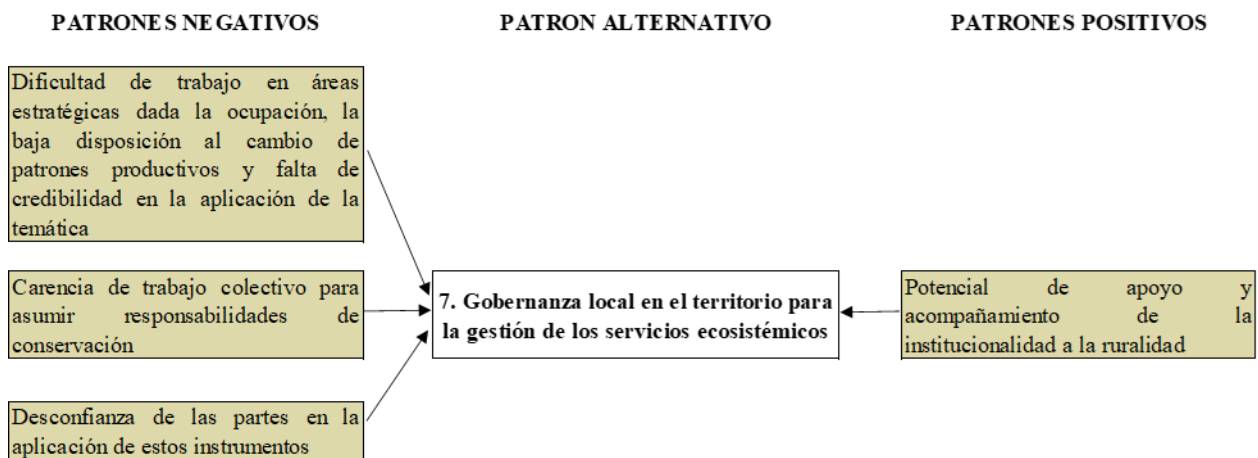 PATRONES NEGATIVOS
PATRON ALTERNATIVO
PATRONES POSITIVOS
Dificultad de trabajo en áreas
estratégicas dada la ocupación, la
baja disposición al cambio de
patrones productivos y falta de
credibilidad en la aplicación de la
temática
Carencia de trabajo colectivo para
asumir responsabilidades de
conservación
Desconfianza de las partes en la
aplicación de estos instrumentos
7. Gobernanza local en el territorio para
la gestión de los servicios ecosistémicos
Potencial de apoyo y
acompañamiento de la
institucionalidad a la ruralidad